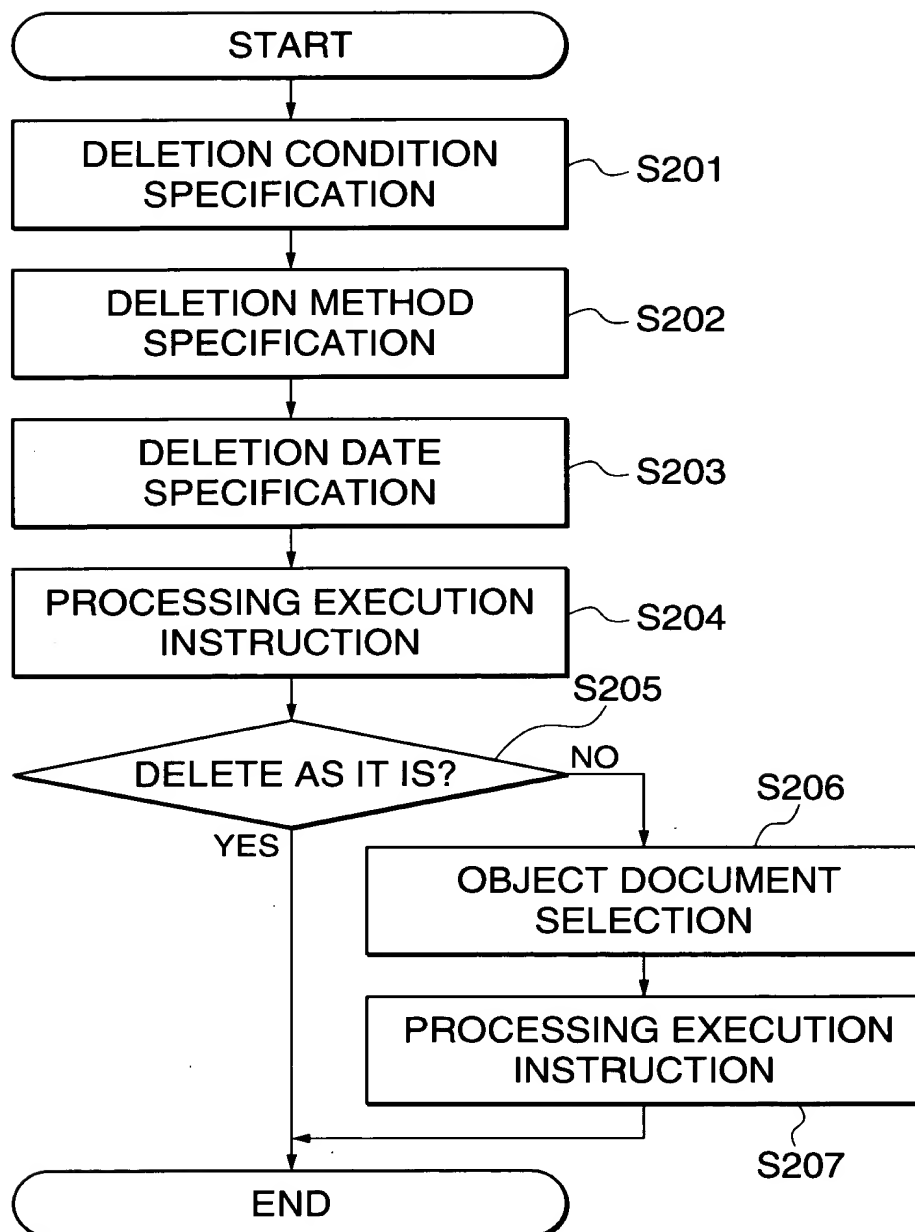 START
DELETION CONDITION
SPECIFICATION
S201
DELETION METHOD
SPECIFICATION
S202
DELETION DATE
SPECIFICATION
S203
PROCESSING EXECUTION
INSTRUCTION
S204
S205
DELETE AS IT IS?
NO
YES
S206
OBJECT DOCUMENT
SELECTION
PROCESSING EXECUTION
INSTRUCTION
S207
END